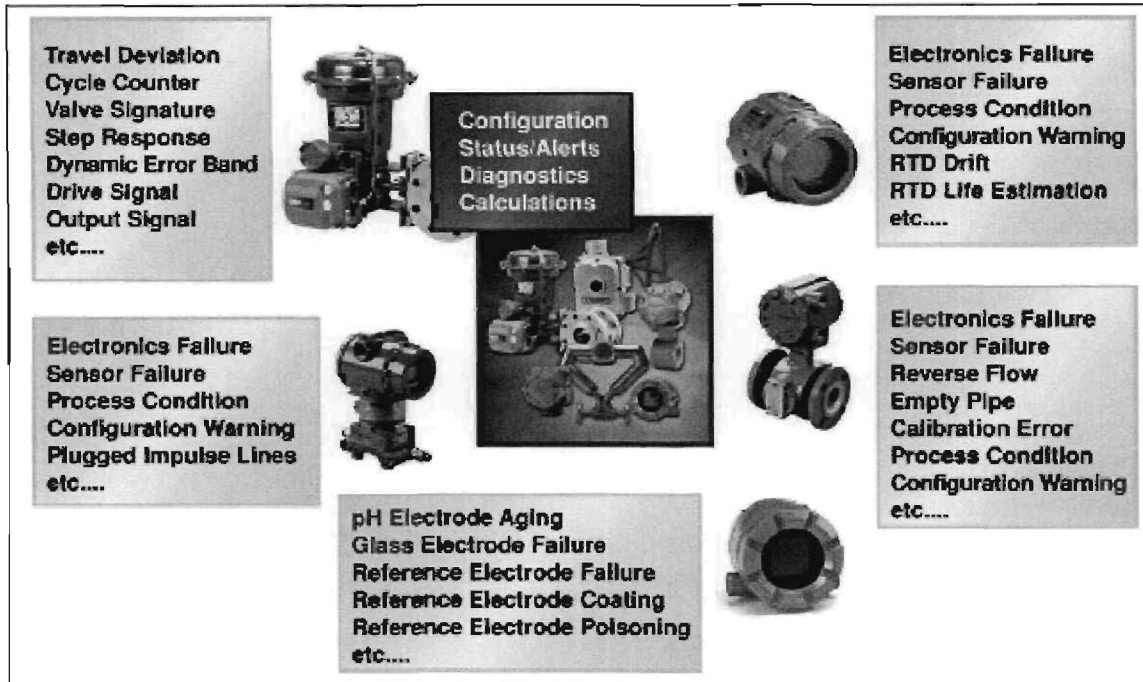 Travel Deviation
Cycle Counter
Valve Signature
Step Response
Dynamic Error Band
Drive Signal
Output Signal
etc....
Configuration
Status/Alerts
Diagnostics
Calculations
Electronics Failure
Sensor Failure
Process Condition
Configuration Warning
RTD Drift
RTD Life Estimation
etc....
Electronics Failure
Sensor Failure
Process Condition
Configuration Warning
Plugged Impulse Lines
etc....
Electronics Failure
Sensor Failure
Reverse Flow
Empty Pipe
Calibration Error
Process Condition
Configuration Warning
etc....
pH Electrode Aging
Glass Electrode Failure
Reference Electrode Failure
Reference Electrode Coating
Reference Electrode Poisoning
etc....